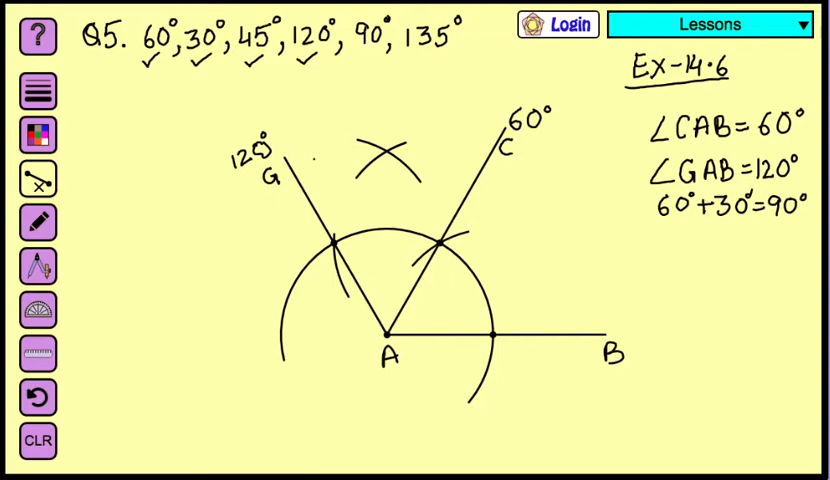 ?
Q5. 60°, 30°, 45°, 120°, 90°, 135°
Login
Lessons
Ex-14.6
∠CAB=60°
∠GAB=120°
60°+30°=90°
120°
G
60°
C
A
B
CLR